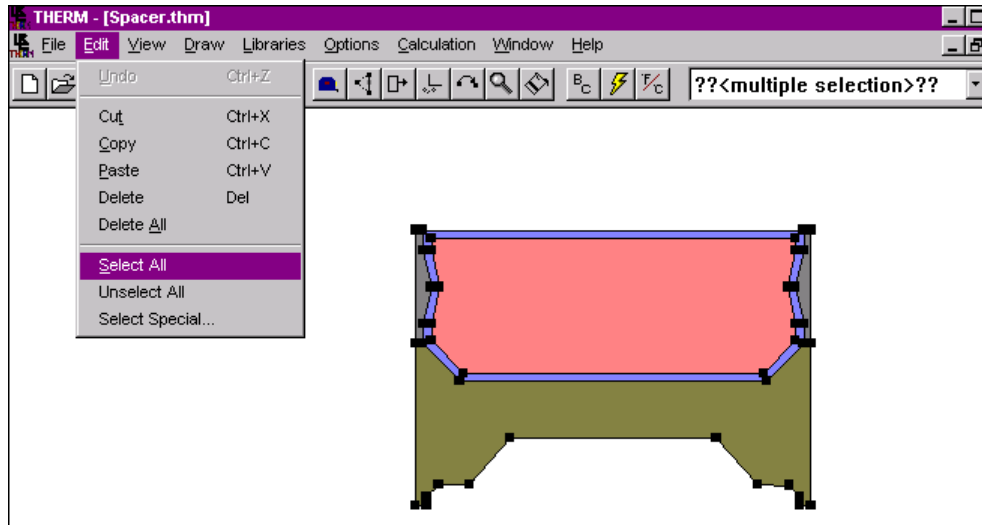 THERM - [Spacer.thm]
File Edit View Draw Libraries Options Calculation Window Help
BC F/C ??<multiple selection>??
Undo Ctrl+Z
Cut Ctrl+X
Copy Ctrl+C
Paste Ctrl+V
Delete Del
Delete All
Select All
Unselect All
Select Special...